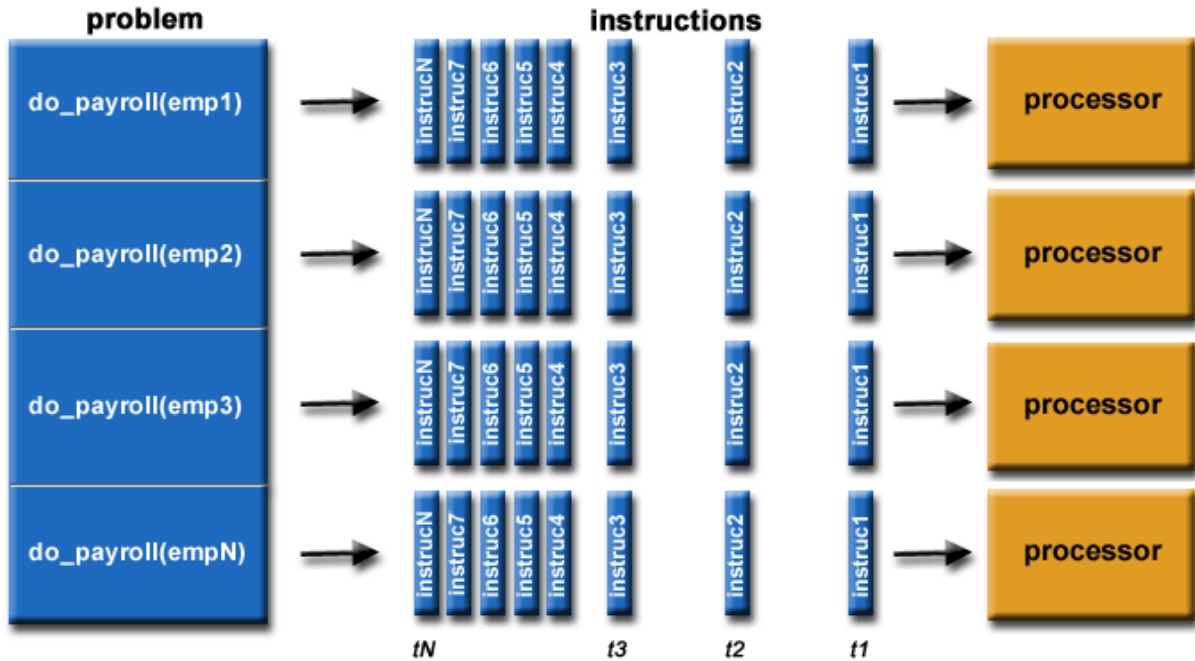 problem
instructions
do_payroll(emp1)
instrucN
instruc7
instruc6
instruc5
instruc4
instruc3
instruc2
instruc1
processor
do_payroll(emp2)
instrucN
instruc7
instruc6
instruc5
instruc4
instruc3
instruc2
instruc1
processor
do_payroll(emp3)
instrucN
instruc7
instruc6
instruc5
instruc4
instruc3
instruc2
instruc1
processor
do_payroll(empN)
instrucN
instruc7
instruc6
instruc5
instruc4
instruc3
instruc2
instruc1
processor
tN
t3
t2
t1